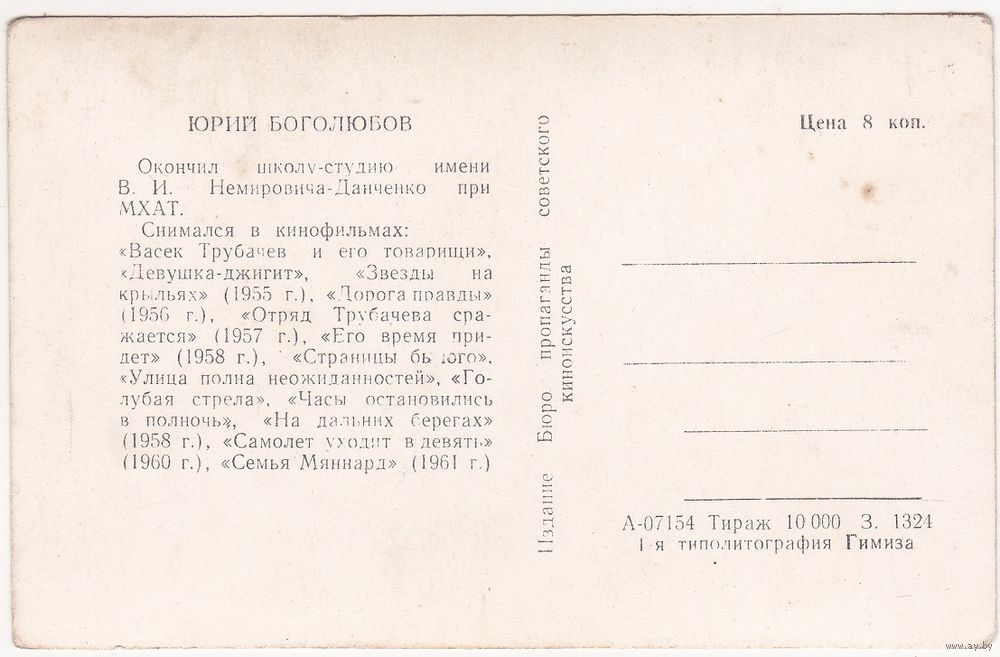 ЮРИЙ БОГОЛЮБОВ
Окончил школу-студию имени
В. И. Немировича-Данченко при
МХАТ.
Снимался в кинофильмах:
«Васек Трубачев и его товарищи»,
«Девушка-джигит», «Звезды на
крыльях» (1955 г.), «Дорога правды»
(1956 г.), «Отряд Трубачева сра-
жается» (1957 г.), «Его время при-
дет» (1958 г.), «Страницы былого»,
«Улица полна неожиданностей», «Го-
лубая стрела», «Часы остановились
в полночь», «На дальних берегах»
(1958 г.), «Самолет уходит в девять»
(1960 г.), «Семья Мяннард» (1961 г.)
Издание Бюро пропаганды советского
киноискусства
Цена 8 коп.
А-07154 Тираж 10 000 З. 1324
1-я типолитография Гимиза
www.ay.by